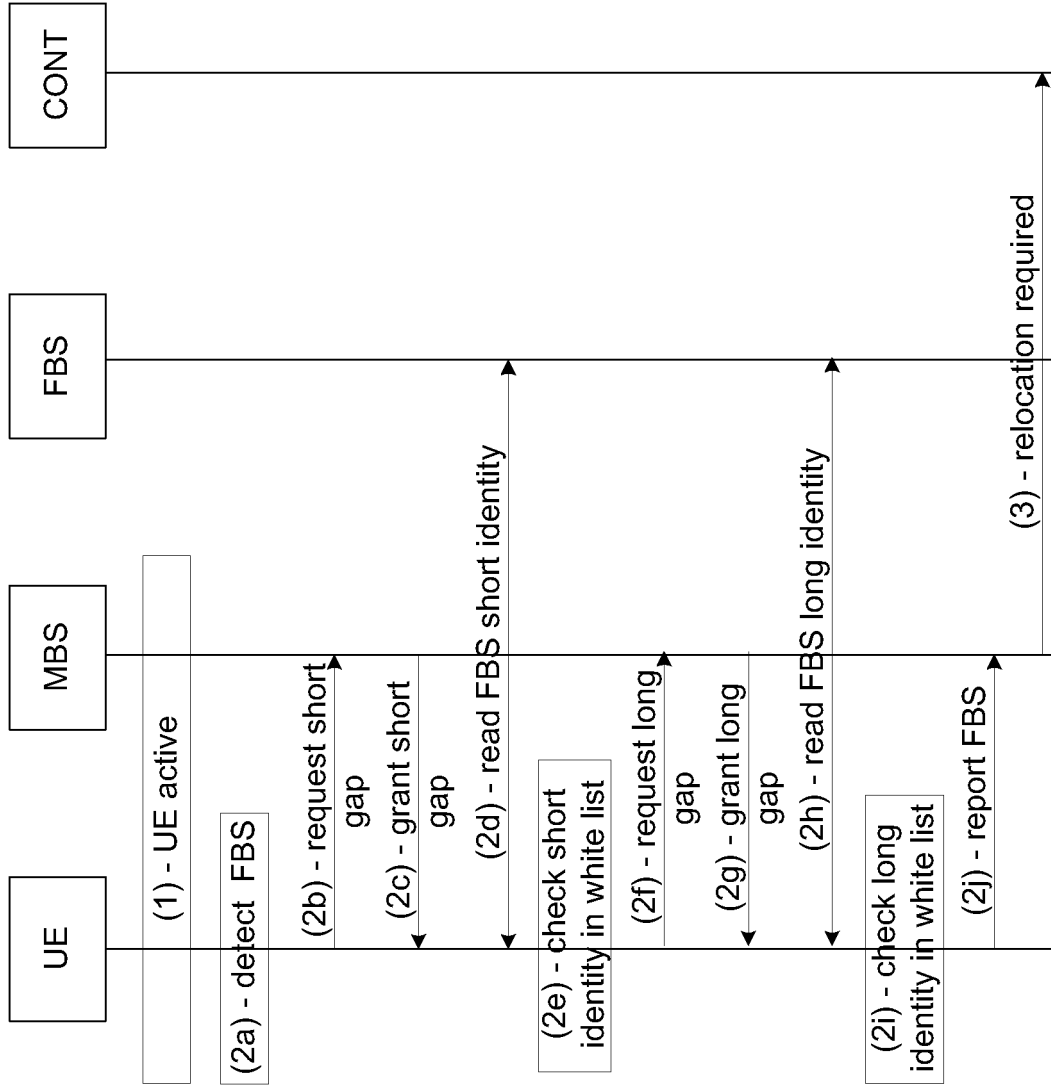 UE
MBS
FBS
CONT
(1) - UE active
(2a) - detect FBS
(2b) - request short
gap
(2c) - grant short
gap
(2d) - read FBS short identity
(2e) - check short
identity in white list
(2f) - request long
gap
(2g) - grant long
gap
(2h) - read FBS long identity
(2i) - check long
identity in white list
(2j) - report FBS
(3) - relocation required